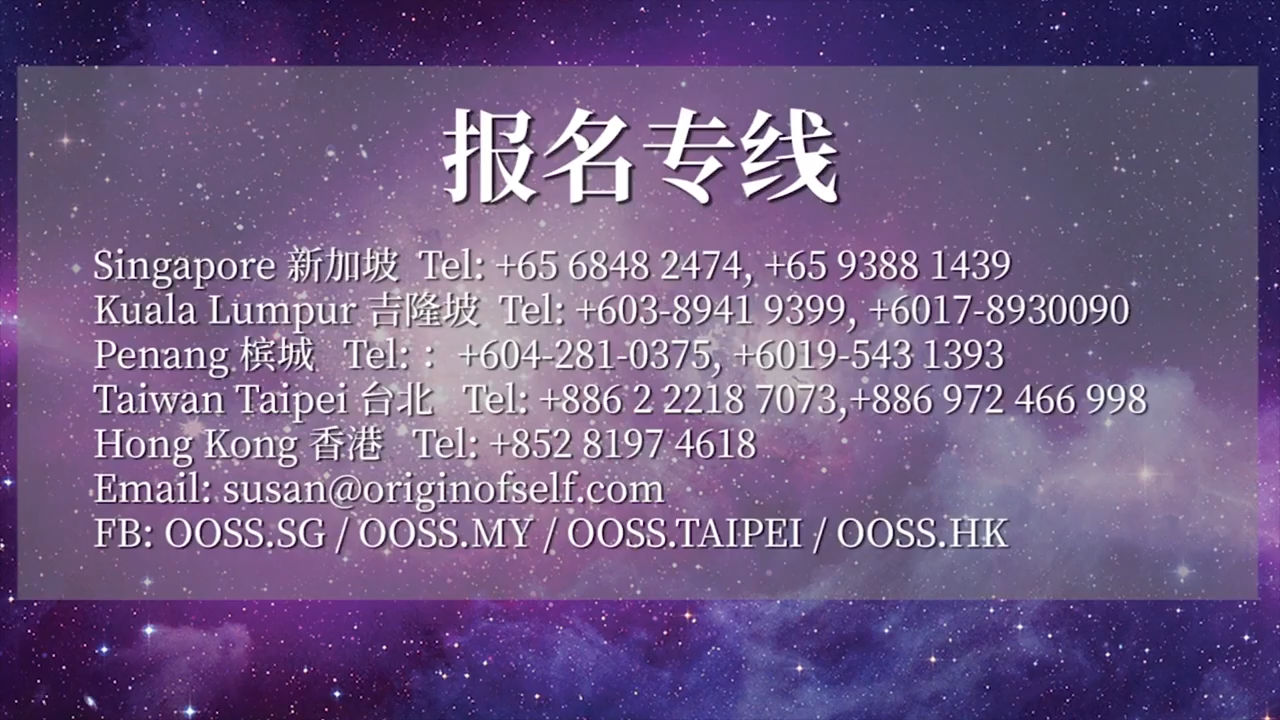 报名专线
Singapore 新加坡 Tel: +65 6848 2474, +65 9388 1439
Kuala Lumpur 吉隆坡 Tel: +603-8941 9399, +6017-8930090
Penang 槟城 Tel: : +604-281-0375, +6019-543 1393
Taiwan Taipei 台北 Tel: +886 2 2218 7073,+886 972 466 998
Hong Kong 香港 Tel: +852 8197 4618
Email: susan@originofself.com
FB: OOSS.SG / OOSS.MY / OOSS.TAIPEI / OOSS.HK